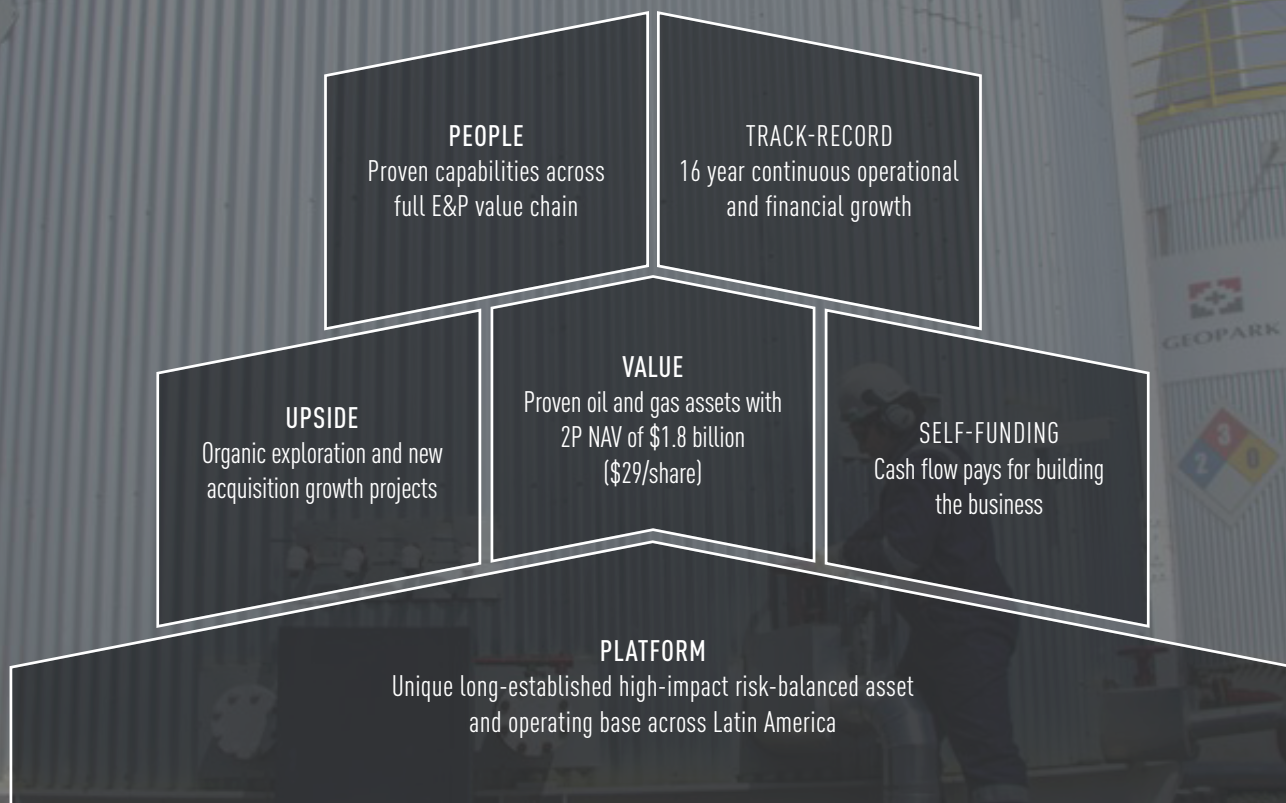 PEOPLE
Proven capabilities across
full E&P value chain
TRACK-RECORD
16 year continuous operational
and financial growth
UPSIDE
Organic exploration and new
acquisition growth projects
VALUE
Proven oil and gas assets with
2P NAV of $1.8 billion
($29/share)
SELF-FUNDING
Cash flow pays for building
the business
PLATFORM
Unique long-established high-impact risk-balanced asset
and operating base across Latin America
GEOPARK
3
2 0